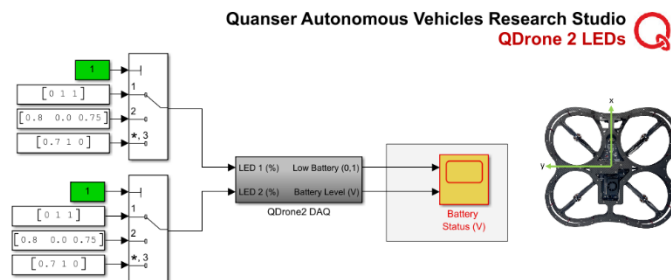 Quanser Autonomous Vehicles Research Studio
QDrone 2 LEDs
1
[0 1 1]
[0.8 0.0 0.75]
[0.7 1 0]
1
2
*, 3
LED 1 (%)
LED 2 (%)
Low Battery (0,1)
Battery Level (V)
QDrone2 DAQ
Battery
Status (V)
x
y
1
[0 1 1]
[0.8 0.0 0.75]
[0.7 1 0]
1
2
*, 3